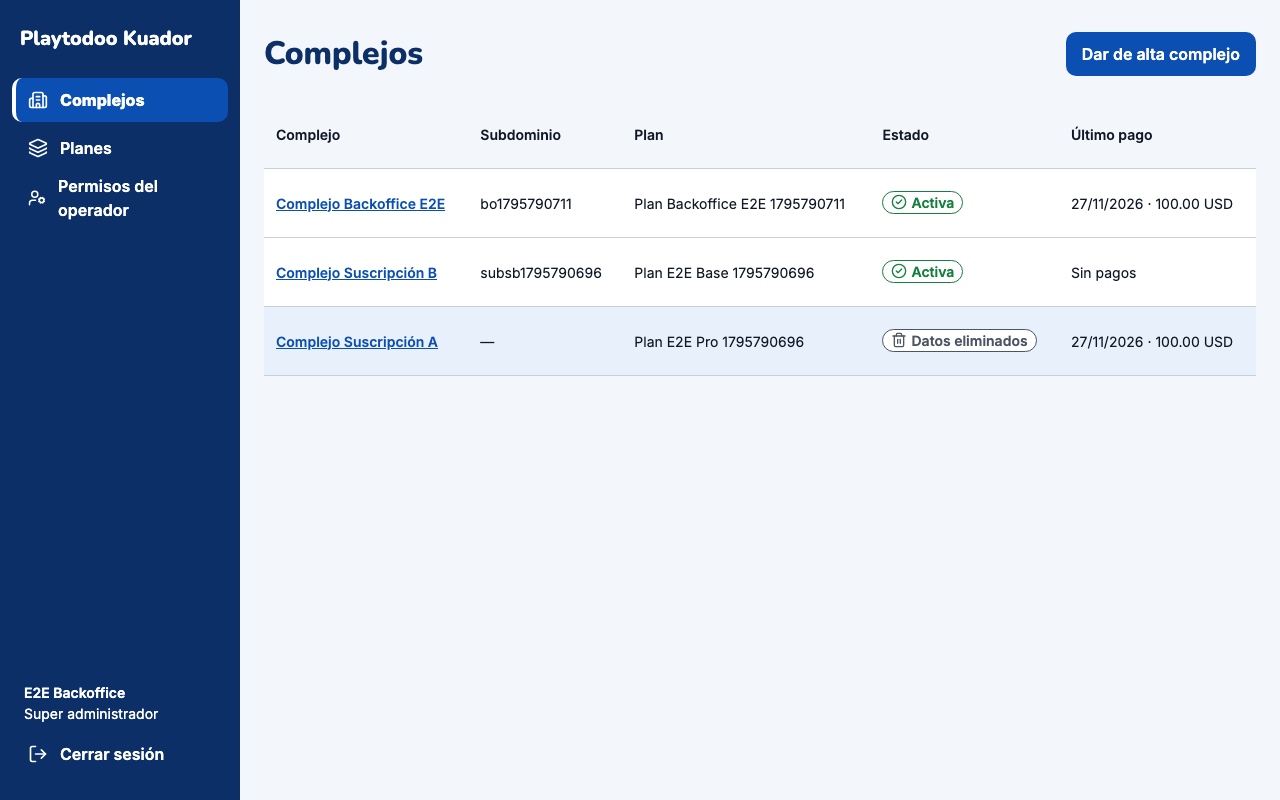 Playtodoo Kuador
Complejos
Planes
Permisos del
operador
E2E Backoffice
Super administrador
Cerrar sesión
Complejos
Dar de alta complejo
Complejo Subdominio Plan Estado Último pago
Complejo Backoffice E2E bo1795790711 Plan Backoffice E2E 1795790711 Activa 27/11/2026 · 100.00 USD
Complejo Suscripción B subsb1795790696 Plan E2E Base 1795790696 Activa Sin pagos
Complejo Suscripción A — Plan E2E Pro 1795790696 Datos eliminados 27/11/2026 · 100.00 USD